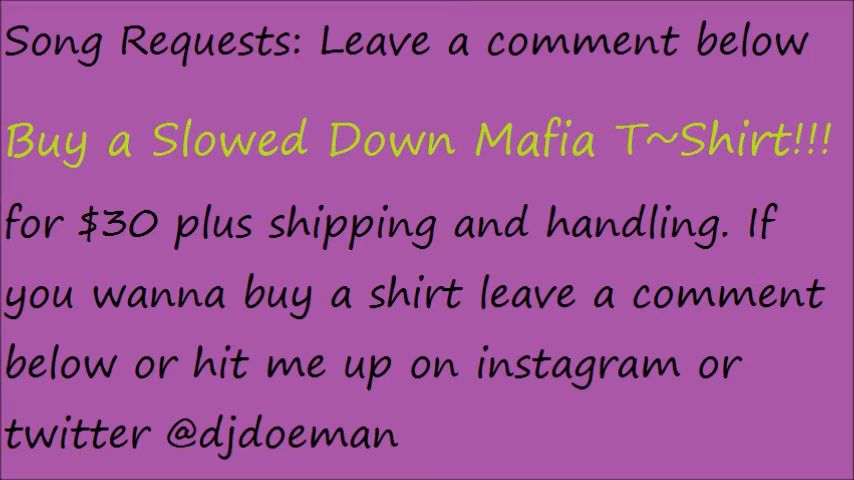 Song Requests: Leave a comment below
Buy a Slowed Down Mafia T~Shirt!!!
for $30 plus shipping and handling. If
you wanna buy a shirt leave a comment
below or hit me up on instagram or
twitter @djdoeman